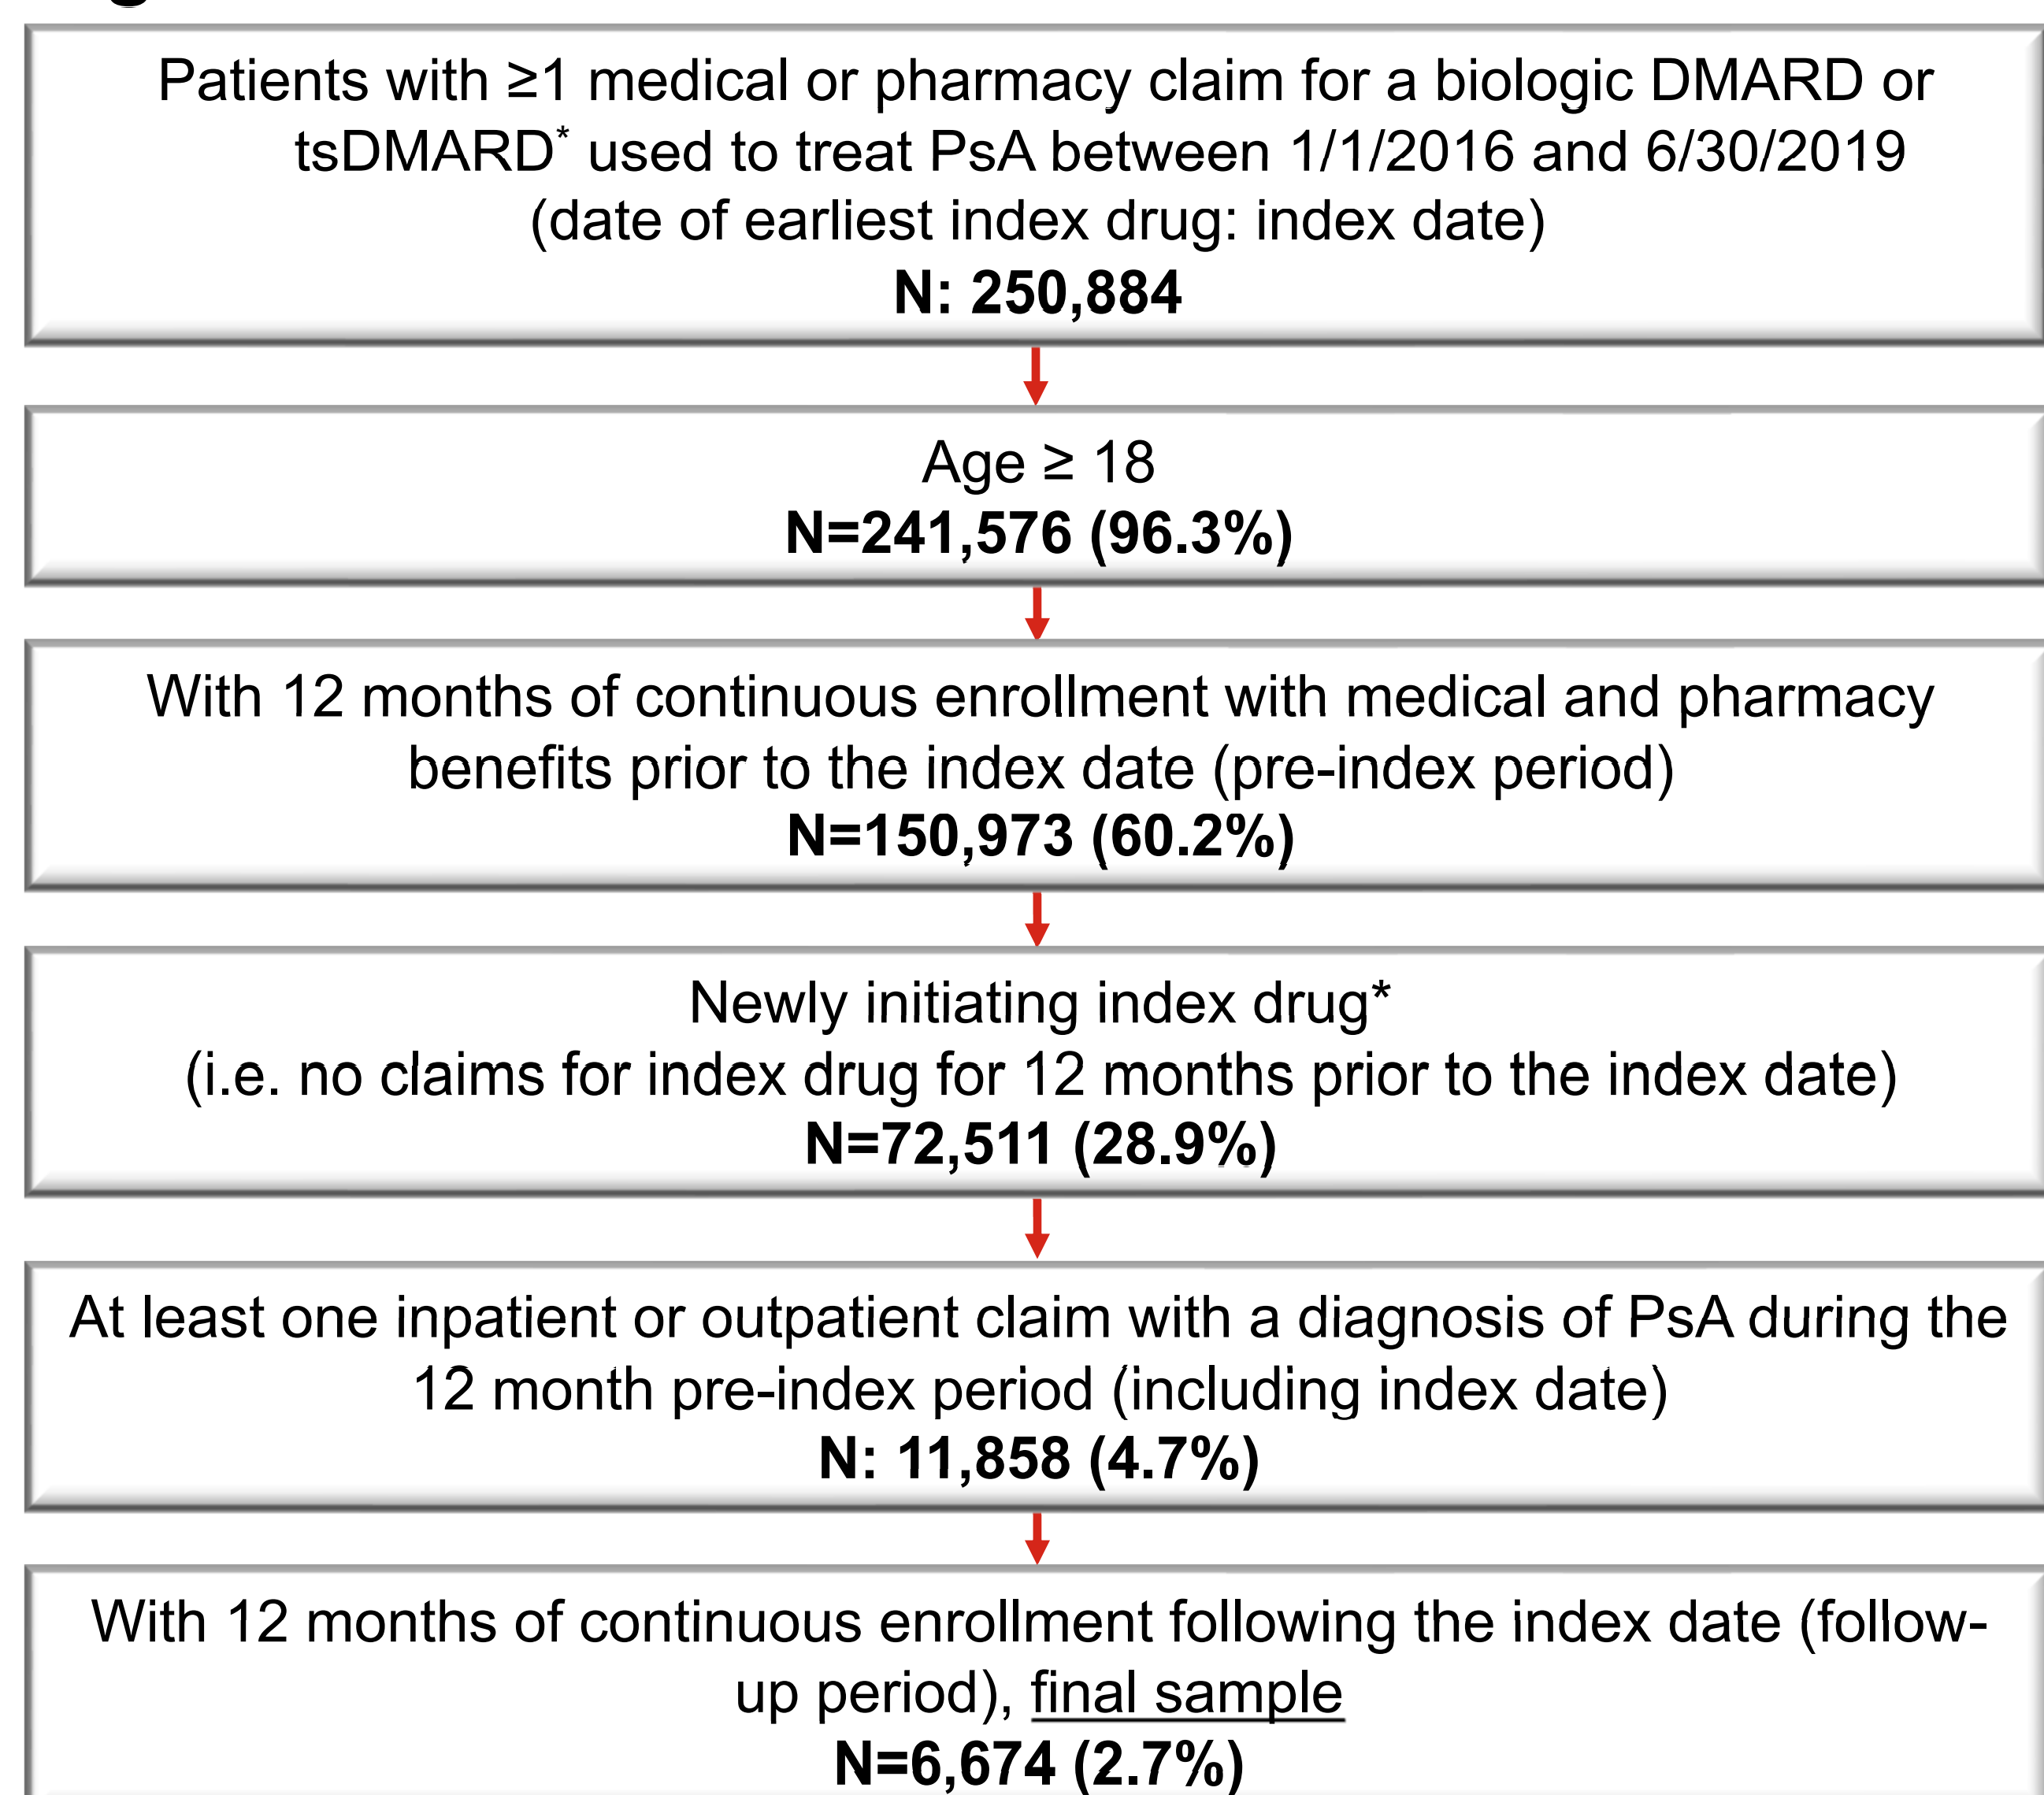 Patients with ≥1 medical or pharmacy claim for a biologic DMARD or
tsDMARD* used to treat PsA between 1/1/2016 and 6/30/2019
(date of earliest index drug: index date)
N: 250,884
Age ≥ 18
N=241,576 (96.3%)
With 12 months of continuous enrollment with medical and pharmacy
benefits prior to the index date (pre-index period)
N=150,973 (60.2%)
Newly initiating index drug*
(i.e. no claims for index drug for 12 months prior to the index date)
N=72,511 (28.9%)
At least one inpatient or outpatient claim with a diagnosis of PsA during the
12 month pre-index period (including index date)
N: 11,858 (4.7%)
With 12 months of continuous enrollment following the index date (follow-
up period), final sample
N=6,674 (2.7%)